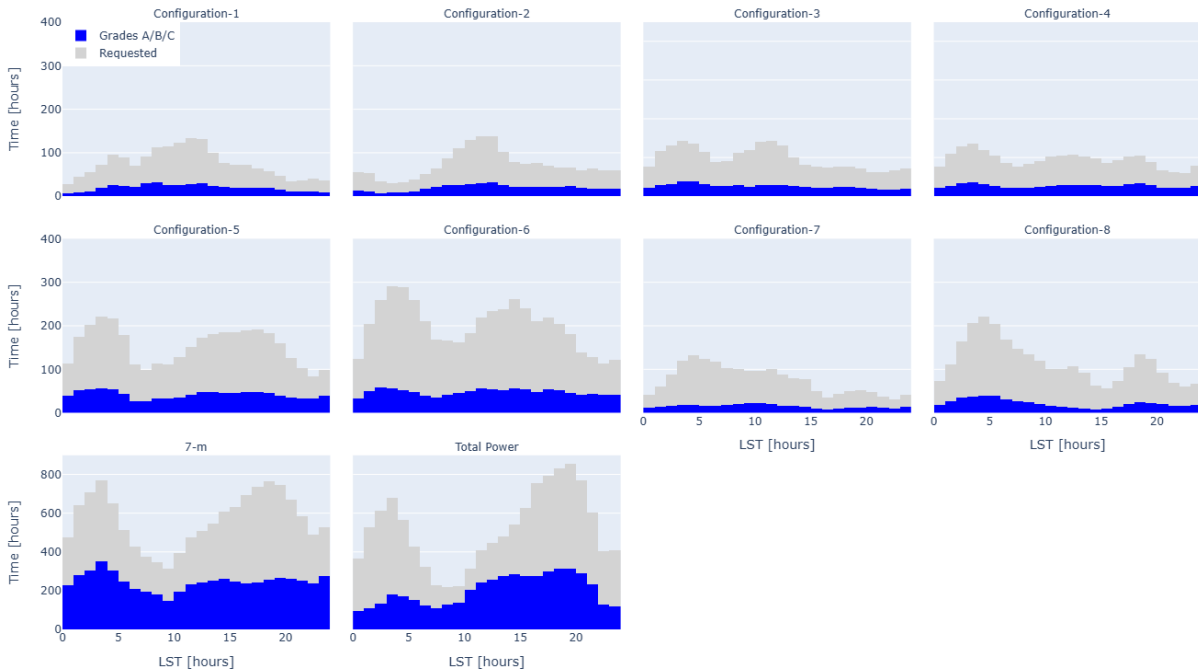 Configuration-1
Configuration-2
Configuration-3
Configuration-4
400
300
200
100
0
Time [hours]
Grades A/B/C
Requested
Configuration-5
Configuration-6
Configuration-7
Configuration-8
400
300
200
100
0
Time [hours]
0 5 10 15 20
LST [hours]
0 5 10 15 20
LST [hours]
7-m
Total Power
800
600
400
200
0
Time [hours]
0 5 10 15 20
LST [hours]
0 5 10 15 20
LST [hours]